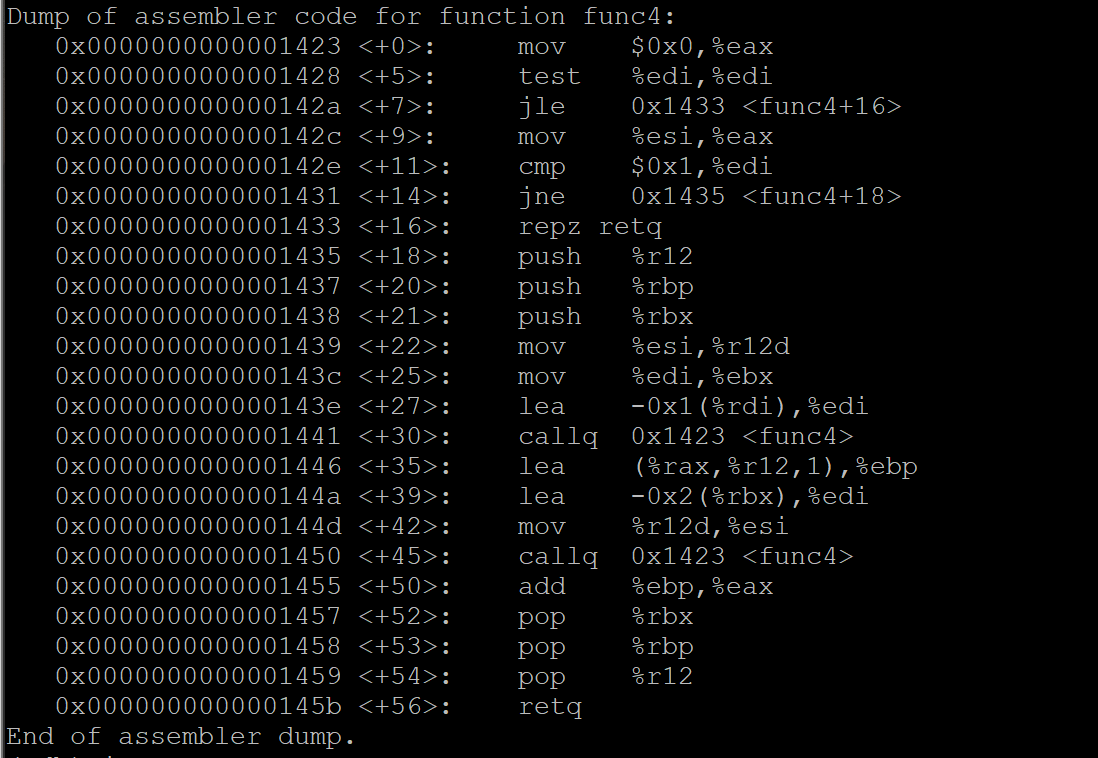 Dump of assembler code for function func4:
   0x0000000000001423 <+0>:     mov    $0x0,%eax
   0x0000000000001428 <+5>:     test   %edi,%edi
   0x000000000000142a <+7>:     jle    0x1433 <func4+16>
   0x000000000000142c <+9>:     mov    %esi,%eax
   0x000000000000142e <+11>:    cmp    $0x1,%edi
   0x0000000000001431 <+14>:    jne    0x1435 <func4+18>
   0x0000000000001433 <+16>:    repz retq
   0x0000000000001435 <+18>:    push   %r12
   0x0000000000001437 <+20>:    push   %rbp
   0x0000000000001438 <+21>:    push   %rbx
   0x0000000000001439 <+22>:    mov    %esi,%r12d
   0x000000000000143c <+25>:    mov    %edi,%ebx
   0x000000000000143e <+27>:    lea    -0x1(%rdi),%edi
   0x0000000000001441 <+30>:    callq  0x1423 <func4>
   0x0000000000001446 <+35>:    lea    (%rax,%r12,1),%ebp
   0x000000000000144a <+39>:    lea    -0x2(%rbx),%edi
   0x000000000000144d <+42>:    mov    %r12d,%esi
   0x0000000000001450 <+45>:    callq  0x1423 <func4>
   0x0000000000001455 <+50>:    add    %ebp,%eax
   0x0000000000001457 <+52>:    pop    %rbx
   0x0000000000001458 <+53>:    pop    %rbp
   0x0000000000001459 <+54>:    pop    %r12
   0x000000000000145b <+56>:    retq
End of assembler dump.